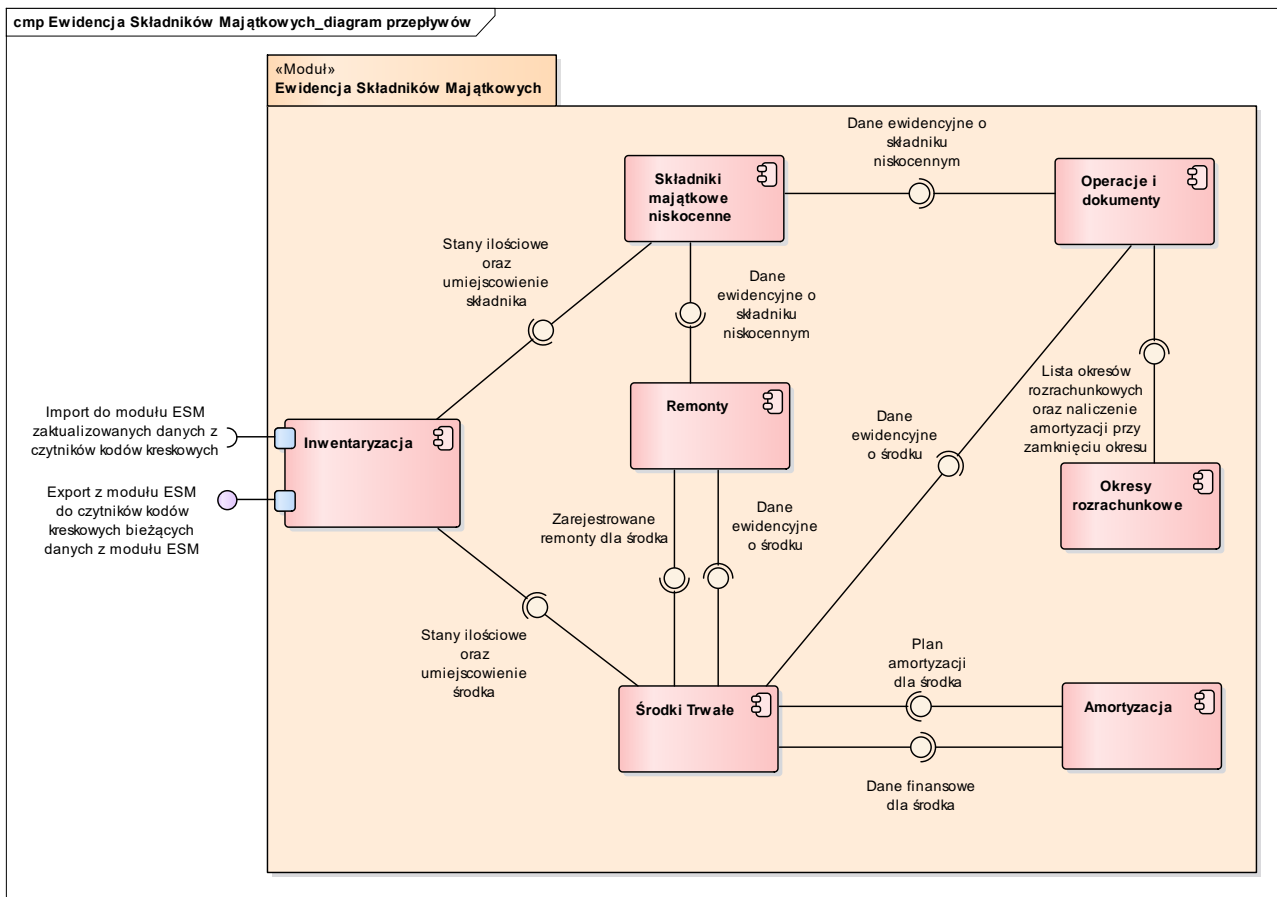 cmp Ewidencja Składników Majątkowych_diagram przepływów
«Moduł»
Ewidencja Składników Majątkowych
Dane ewidencyjne o
składniku
niskocennym
Składniki
majątkowe
niskocenne
Operacje i
dokumenty
Stany ilościowe
oraz
umiejscowienie
składnika
Dane
ewidencyjne o
składniku
niskocennym
Lista okresów
rozrachunkowych
oraz naliczenie
amortyzacji przy
zamknięciu okresu
Import do modułu ESM
zaktualizowanych danych z
czytników kodów kreskowych
Inwentaryzacja
Remonty
Dane
ewidencyjne
o środku
Okresy
rozrachunkowe
Export z modułu ESM
do czytników kodów
kreskowych bieżących
danych z modułu ESM
Zarejestrowane
remonty dla środka
Dane
ewidencyjne
o środku
Stany ilościowe
oraz
umiejscowienie
środka
Plan
amortyzacji
dla środka
Środki Trwałe
Amortyzacja
Dane finansowe
dla środka